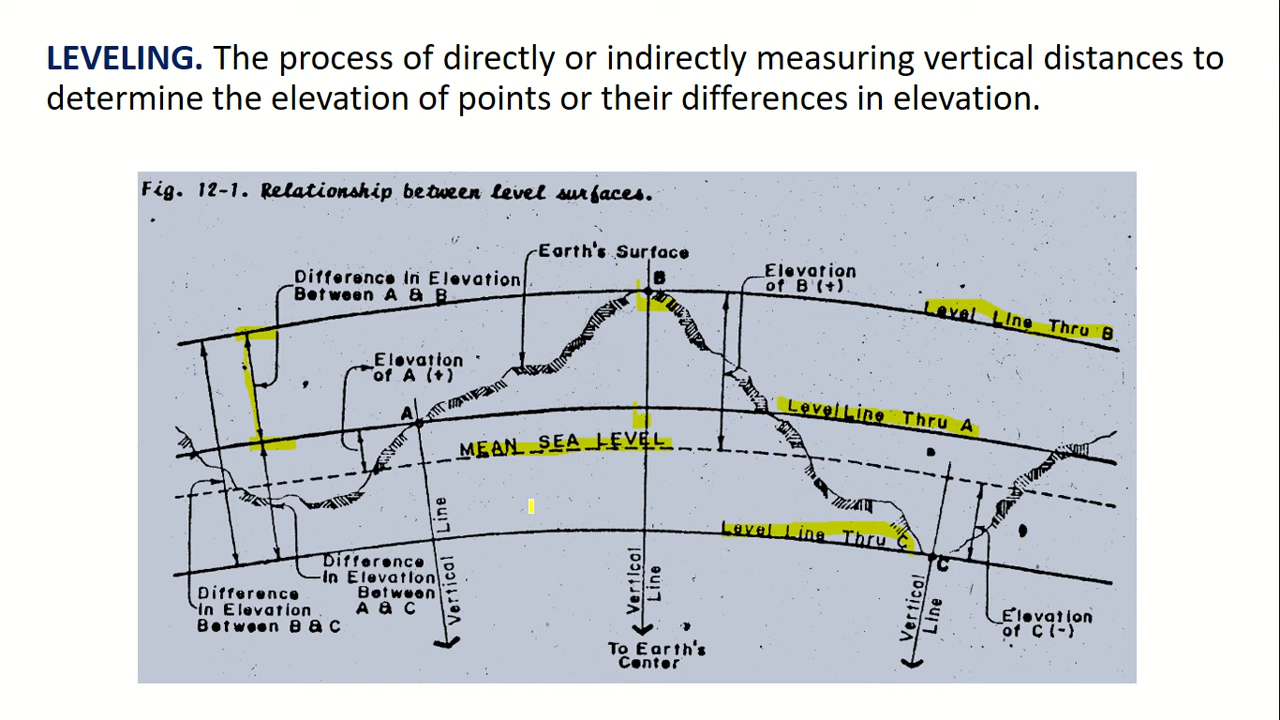 LEVELING. The process of directly or indirectly measuring vertical distances to
determine the elevation of points or their differences in elevation.
Fig. 12-1. Relationship between level surfaces.
Earth's Surface
B
Difference In Elevation
Between A & B
Elevation
of B (+)
Level Line Thru B
Elevation
of A (+)
A
Level Line Thru A
MEAN SEA LEVEL
Level Line Thru C
C
Vertical Line
Vertical
Line
Vertical
Line
Difference
In Elevation
Between
A & C
Difference
In Elevation
Between B & C
To Earth's
Center
Elevation
of C (-)